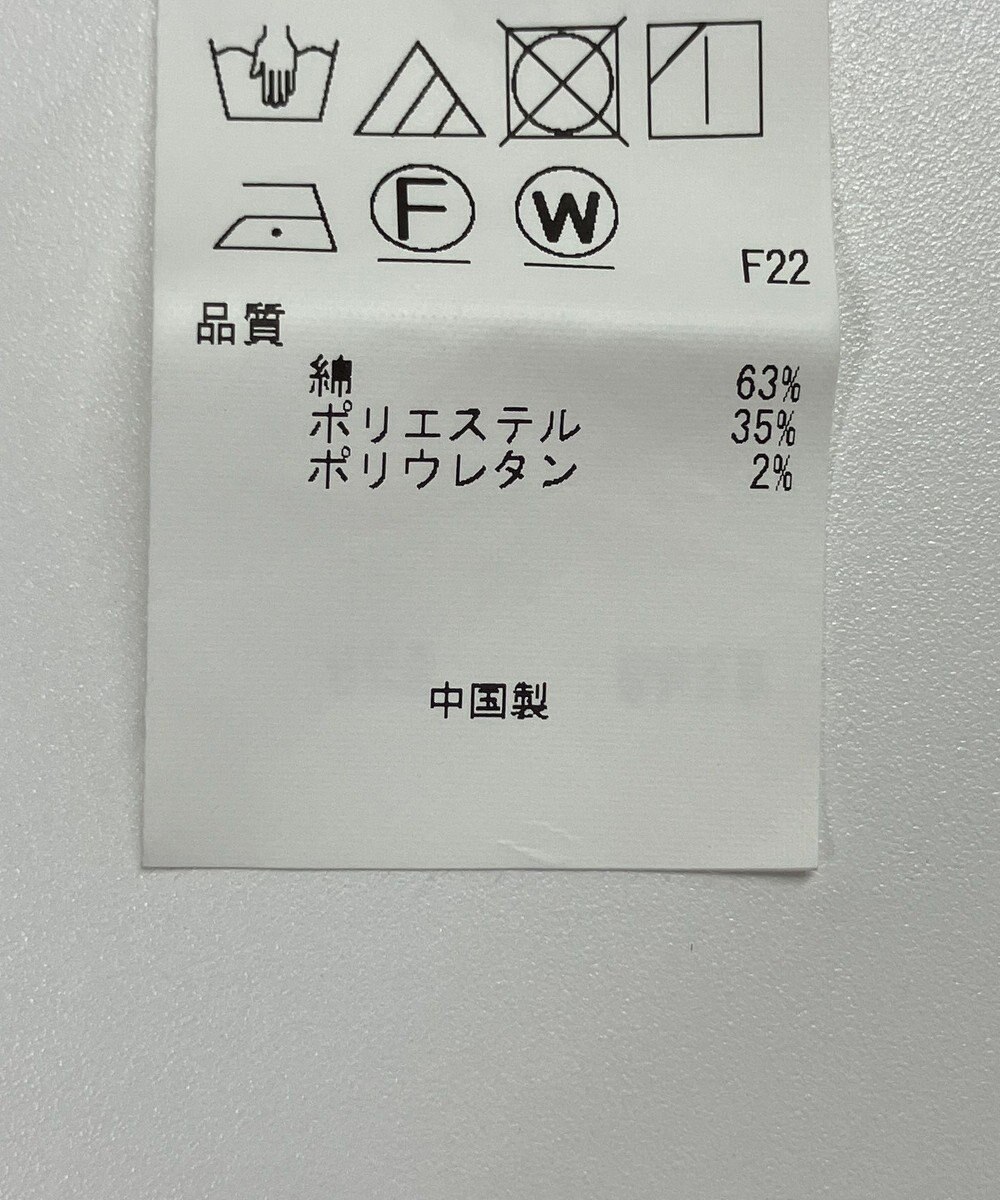 F W
F22
品質
綿 63%
ポリエステル 35%
ポリウレタン 2%
中国製